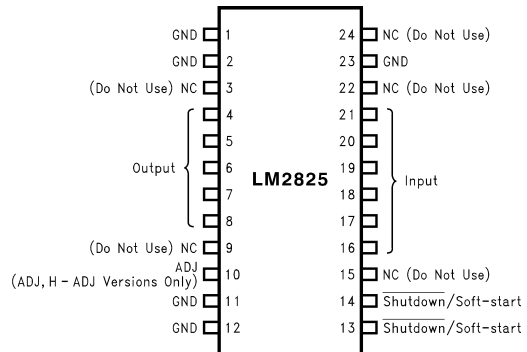 GND 1 24 NC (Do Not Use)
GND 2 23 GND
(Do Not Use) NC 3 22 NC (Do Not Use)
4 21
5 20
Output 6 19 Input
7 LM2825 18
8 17
(Do Not Use) NC 9 16
ADJ 10 15 NC (Do Not Use)
(ADJ, H – ADJ Versions Only)
GND 11 14 Shutdown/Soft-start
GND 12 13 Shutdown/Soft-start